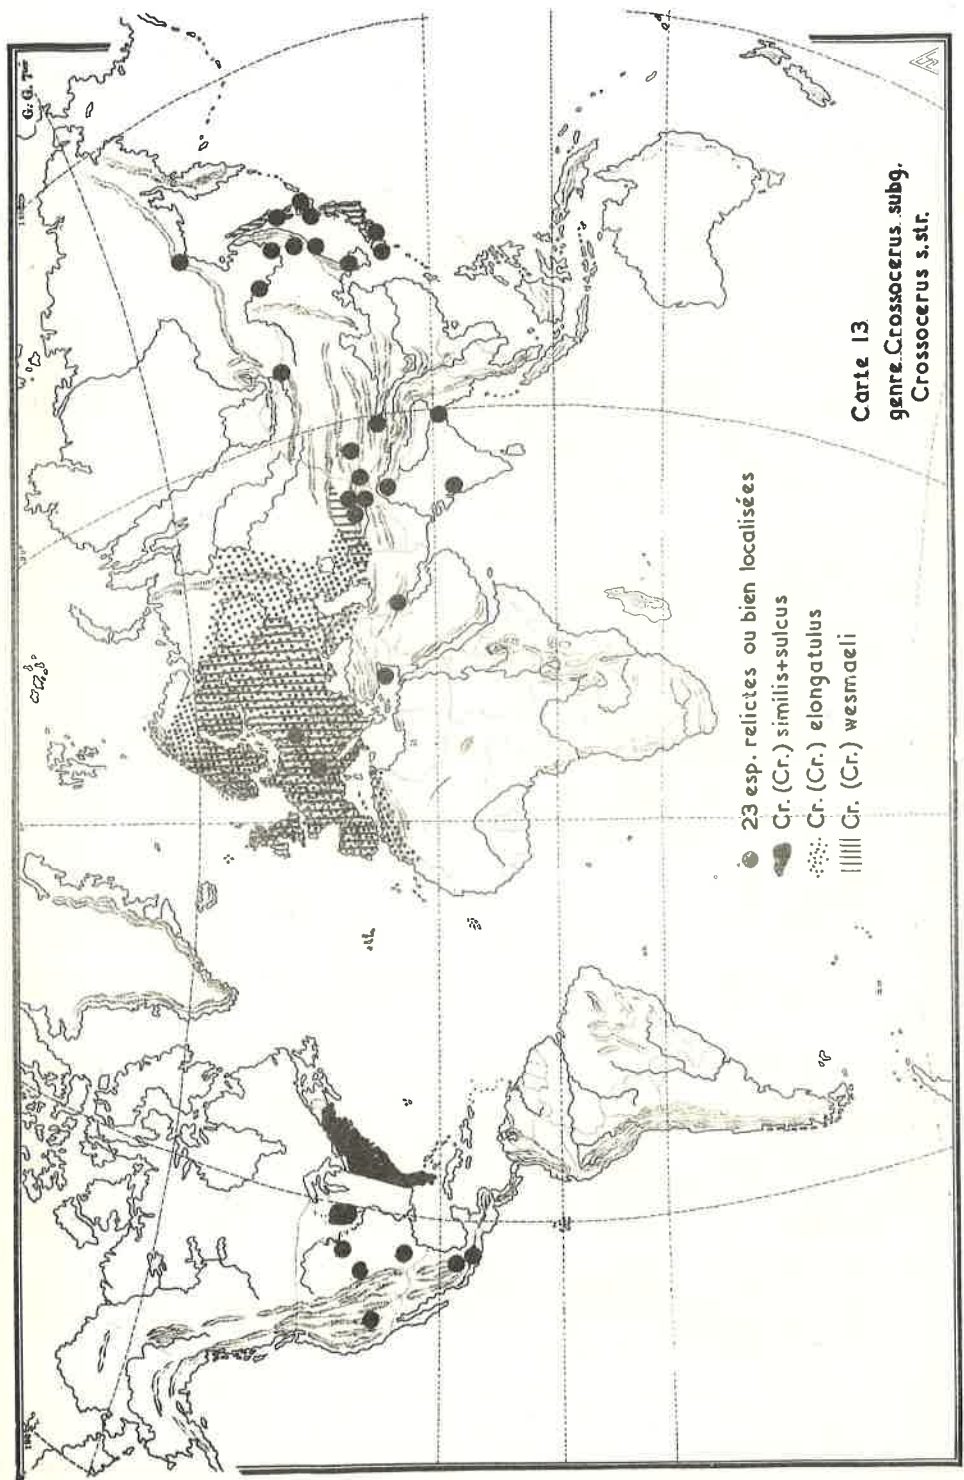 G. G. 7bis
Carte 13
genre Crossocerus subg.
Crossocerus s.str.
23 esp. relictes ou bien localisées
Cr. (Cr.) similis+sulcus
Cr. (Cr.) elongatulus
Cr. (Cr.) wesmaeli